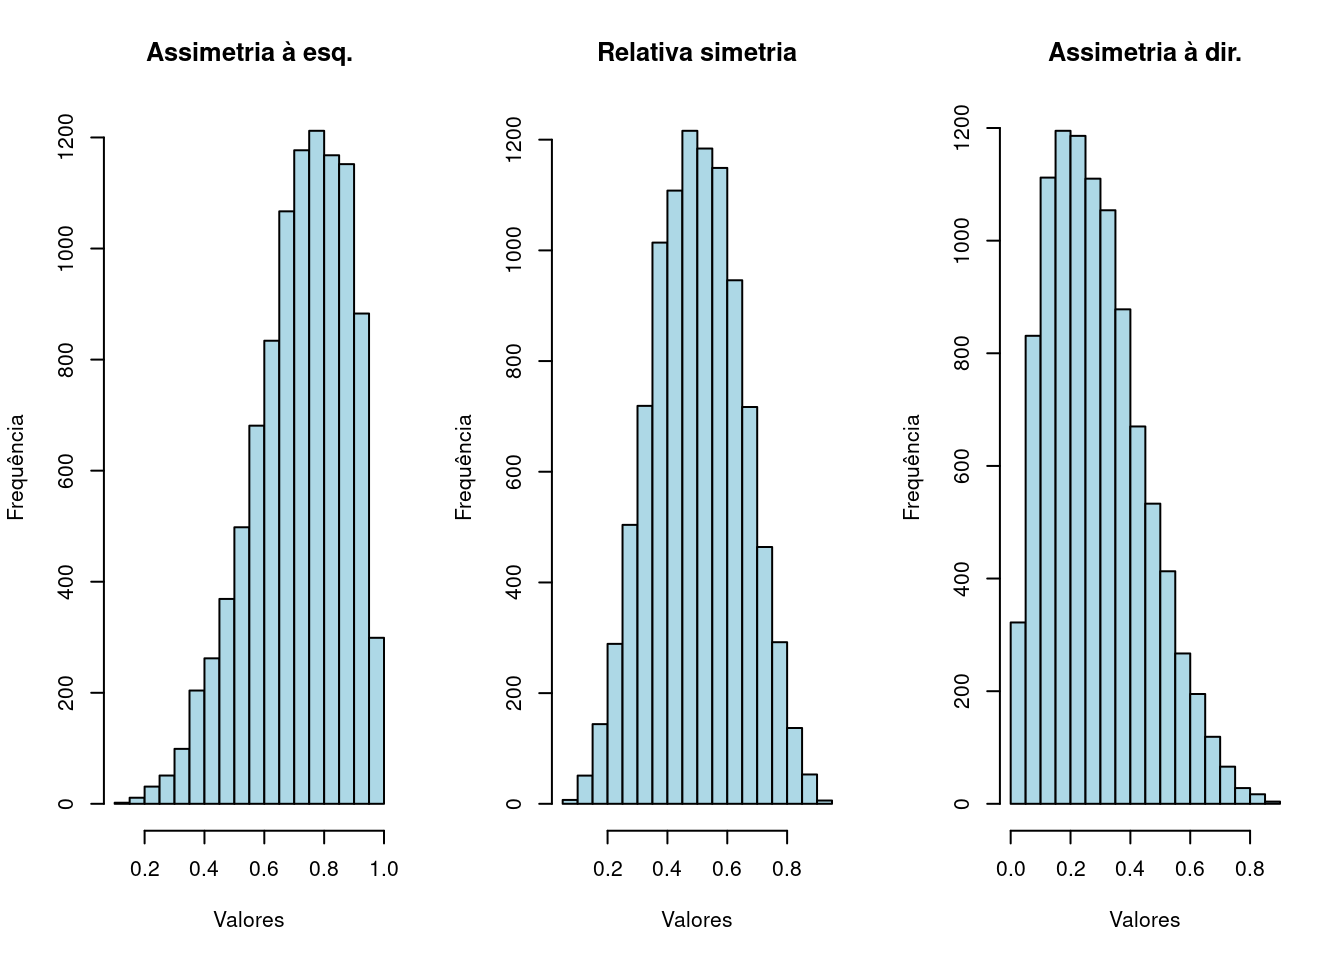 Assimetria à esq.
Frequência
1200
1000
800
600
400
200
0
0.2 0.4 0.6 0.8 1.0
Valores
Relativa simetria
Frequência
1200
1000
800
600
400
200
0
0.2 0.4 0.6 0.8
Valores
Assimetria à dir.
Frequência
1200
1000
800
600
400
200
0
0.0 0.2 0.4 0.6 0.8
Valores